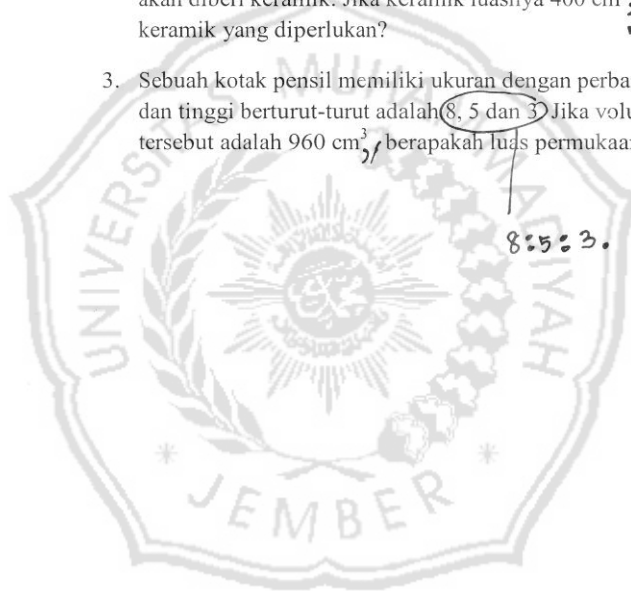 akan diberi keramik. Jika keramik luasnya 400 cm
keramik yang diperlukan?
3. Sebuah kotak pensil memiliki ukuran dengan perba
dan tinggi berturut-turut adalah 8, 5 dan 3 Jika volu
tersebut adalah 960 cm³, berapakah luas permukaa
8:5:3.
UNIVERSITAS MUHAMMADIYAH
JEMBER